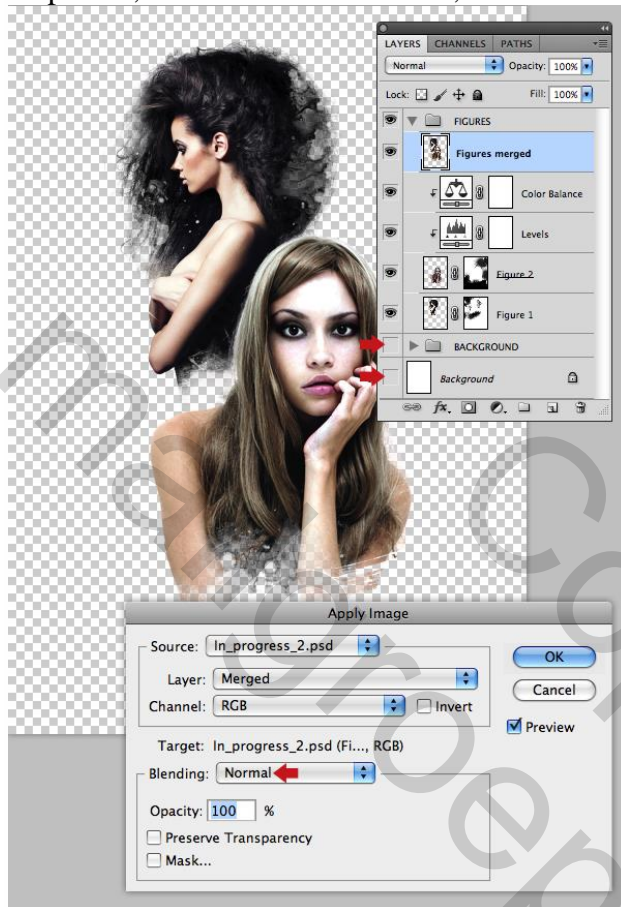 LAYERS CHANNELS PATHS
Normal Opacity: 100%
Lock: Fill: 100%
FIGURES
Figures merged
Color Balance
Levels
Figure 2
Figure 1
BACKGROUND
Background
fx.
Apply Image
Source: In_progress_2.psd
OK
Layer: Merged
Cancel
Channel: RGB Invert
Preview
Target: In_progress_2.psd (Fi..., RGB)
Blending: Normal
Opacity: 100 %
Preserve Transparency
Mask...